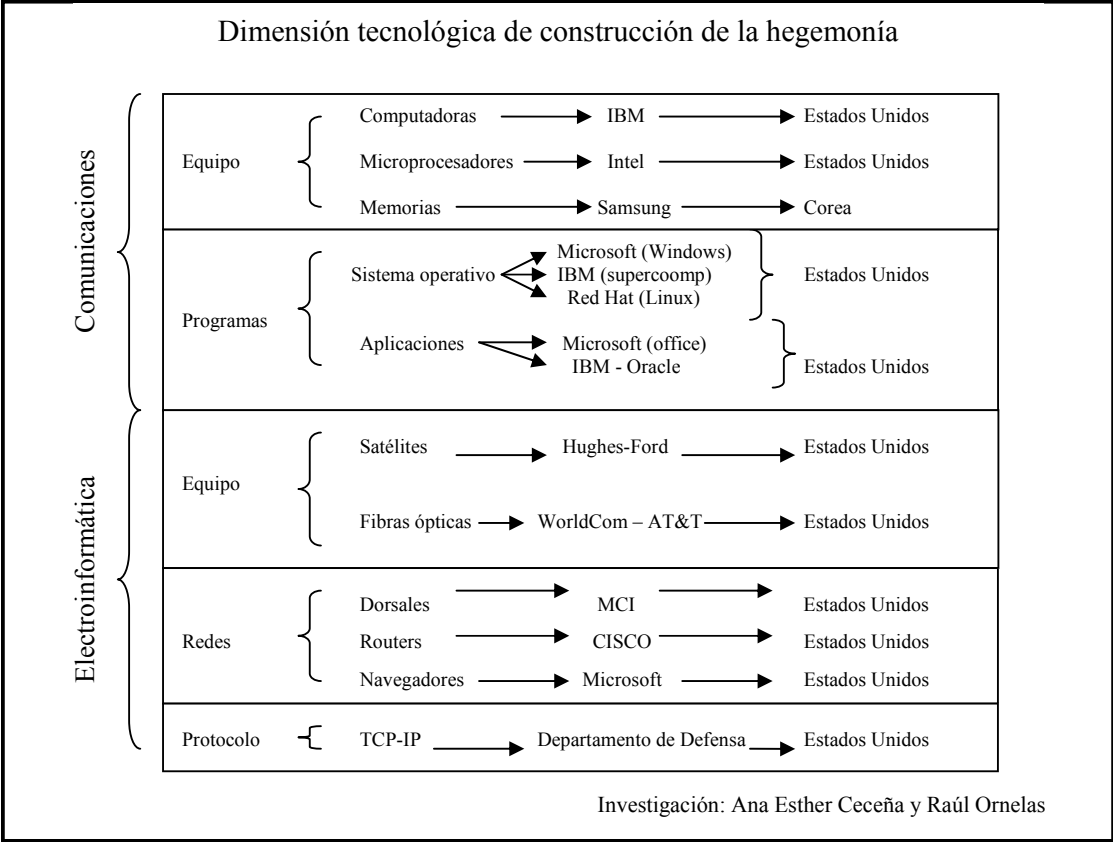 Dimensión tecnológica de construcción de la hegemonía
Comunicaciones
Equipo
Computadoras IBM Estados Unidos
Microprocesadores Intel Estados Unidos
Memorias Samsung Corea
Programas
Sistema operativo
Microsoft (Windows)
IBM (supercoomp)
Red Hat (Linux)
Estados Unidos
Aplicaciones
Microsoft (office)
IBM - Oracle
Estados Unidos
Electroinformática
Equipo
Satélites Hughes-Ford Estados Unidos
Fibras ópticas WorldCom – AT&T Estados Unidos
Redes
Dorsales MCI Estados Unidos
Routers CISCO Estados Unidos
Navegadores Microsoft Estados Unidos
Protocolo TCP-IP Departamento de Defensa Estados Unidos
Investigación: Ana Esther Ceceña y Raúl Ornelas